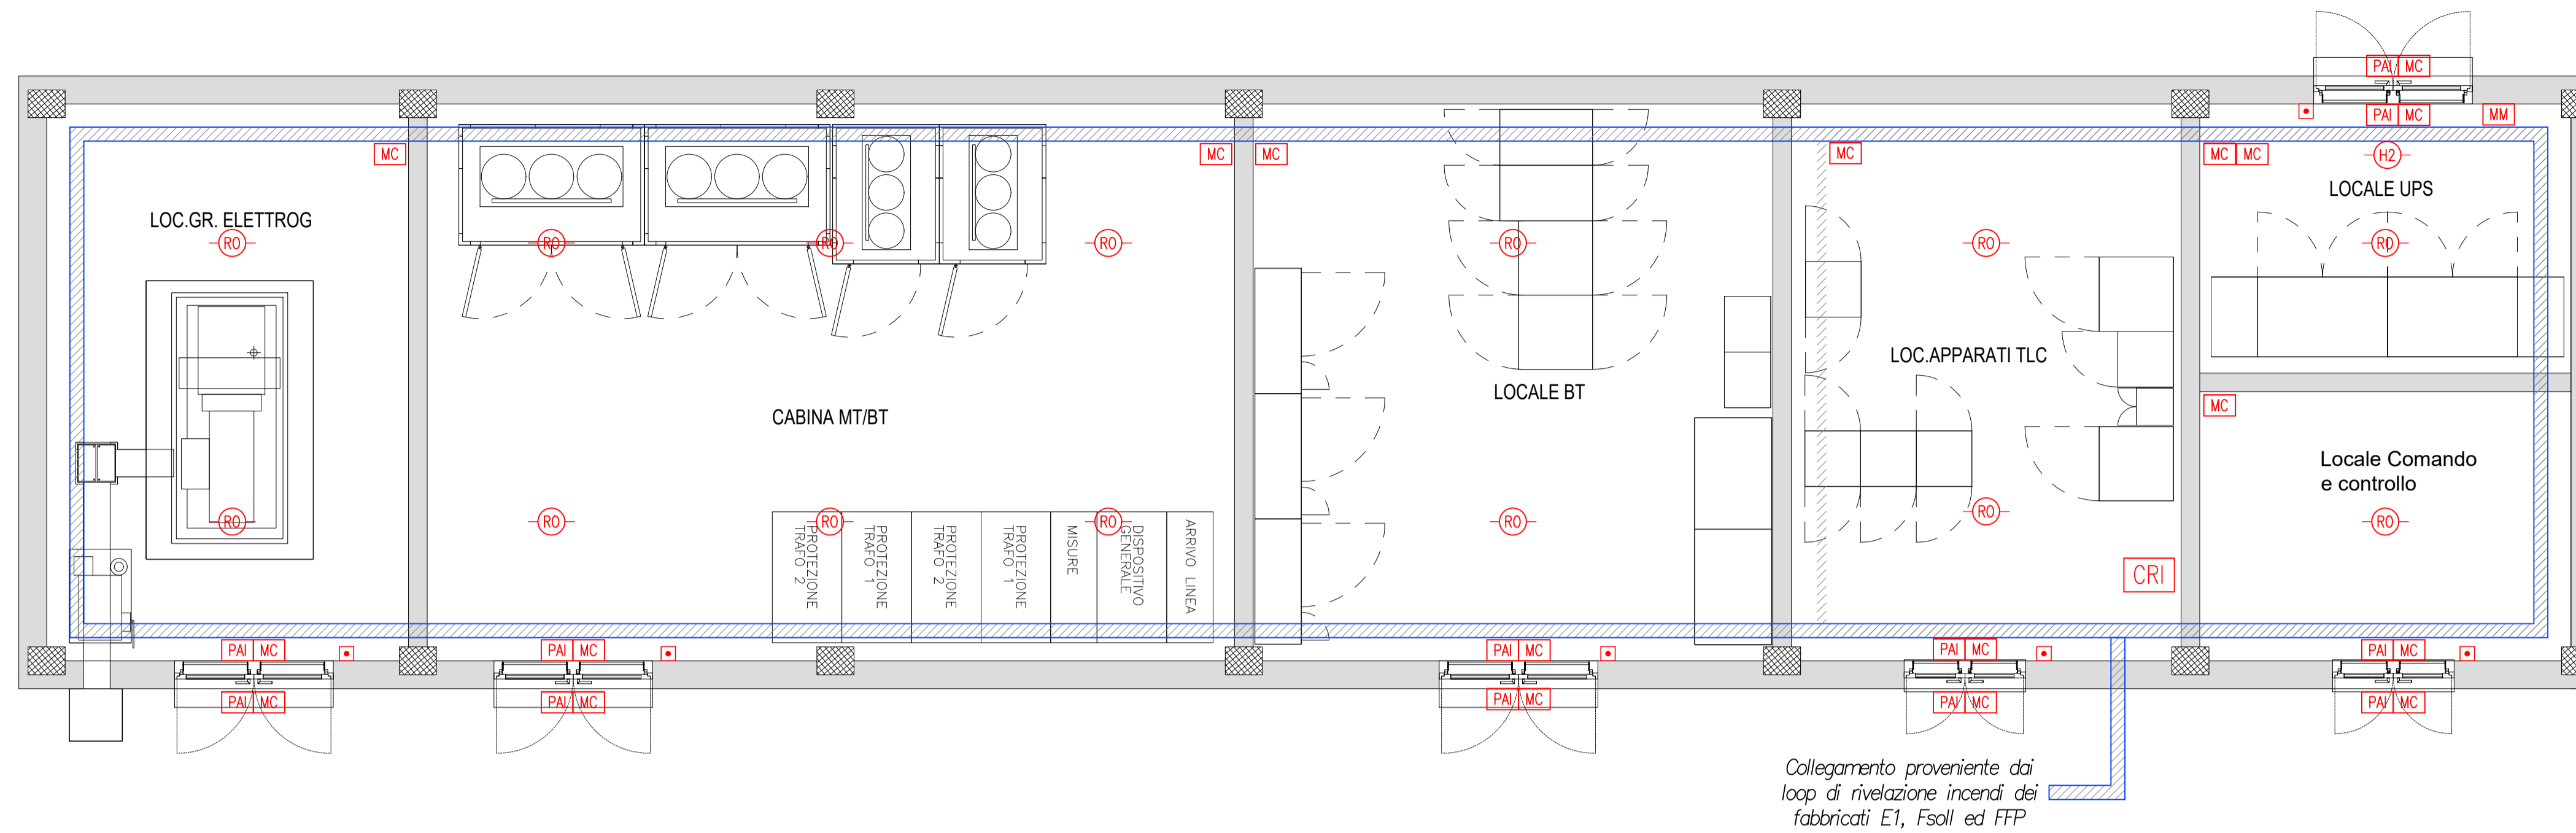 PAI MC
PAI MC
MM
MC
MC
MC
MC
MC MC
H2
LOCALE UPS
LOC.GR. ELETTROG
RO
RO
RO
RO
RO
RO
RO
LOC.APPARATI TLC
LOCALE BT
MC
CABINA MT/BT
Locale Comando
e controllo
RO
RO
RO
RO
RO
RO
RO
PROTEZIONE
TRAFO 2
PROTEZIONE
TRAFO 1
PROTEZIONE
TRAFO 2
PROTEZIONE
TRAFO 1
MISURE
DISPOSITIVO
GENERALE
ARRIVO LINEA
CRI
PAI MC
PAI MC
PAI MC
PAI MC
PAI MC
PAI MC
PAI MC
PAI MC
PAI MC
PAI MC
Collegamento proveniente dai
loop di rivelazione incendi dei
fabbricati E1, Fsoll ed FFP